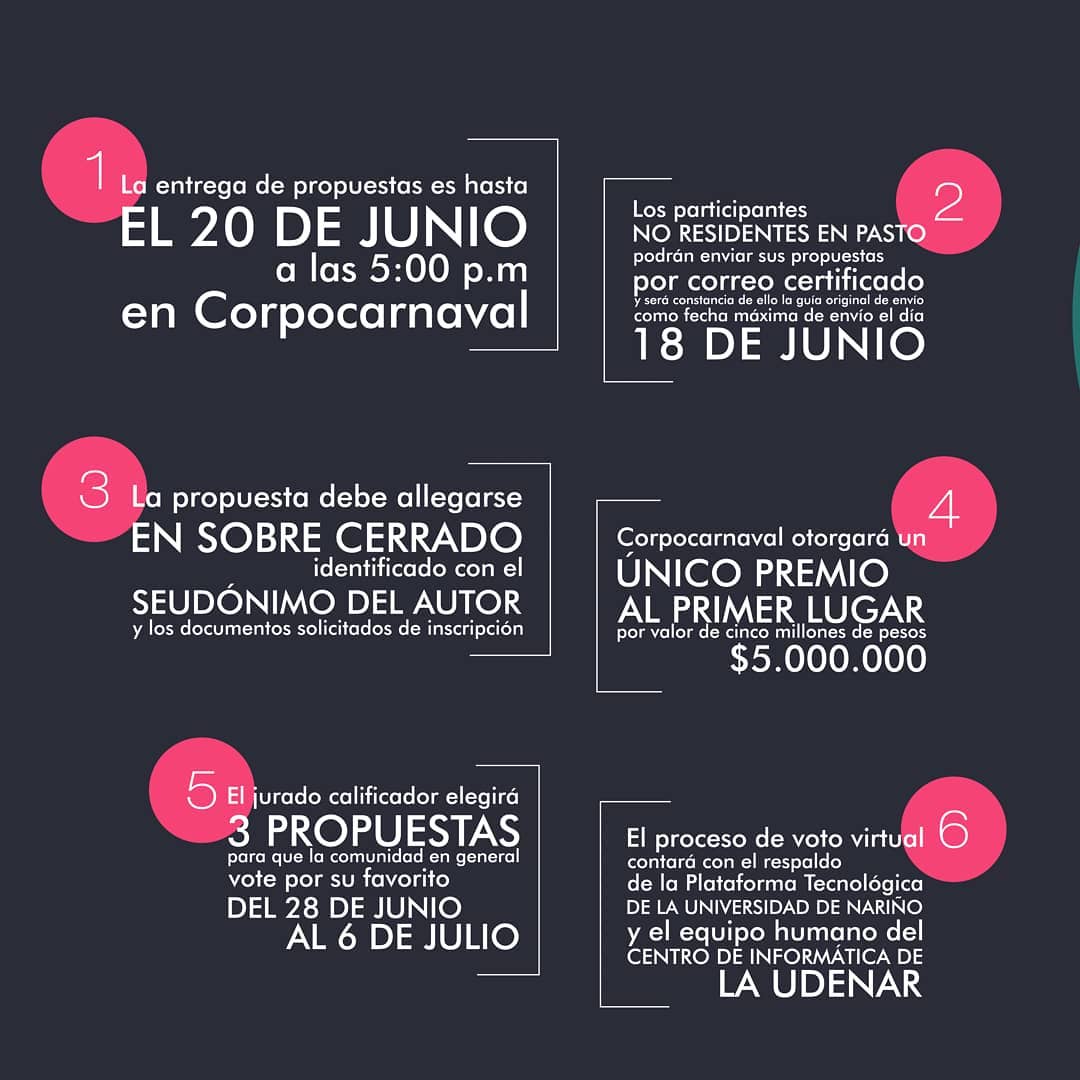 1
La entrega de propuestas es hasta
EL 20 DE JUNIO
a las 5:00 p.m
en Corpocarnaval
2
Los participantes
NO RESIDENTES EN PASTO
podrán enviar sus propuestas
por correo certificado
y será constancia de ello la guía original de envío
como fecha máxima de envío el día
18 DE JUNIO
3
La propuesta debe allegarse
EN SOBRE CERRADO
identificado con el
SEUDÓNIMO DEL AUTOR
y los documentos solicitados de inscripción
4
Corpocarnaval otorgará un
ÚNICO PREMIO
AL PRIMER LUGAR
por valor de cinco millones de pesos
$5.000.000
5
El jurado calificador elegirá
3 PROPUESTAS
para que la comunidad en general
vote por su favorito
DEL 28 DE JUNIO
AL 6 DE JULIO
6
El proceso de voto virtual
contará con el respaldo
de la Plataforma Tecnológica
DE LA UNIVERSIDAD DE NARIÑO
y el equipo humano del
CENTRO DE INFORMÁTICA DE
LA UDENAR